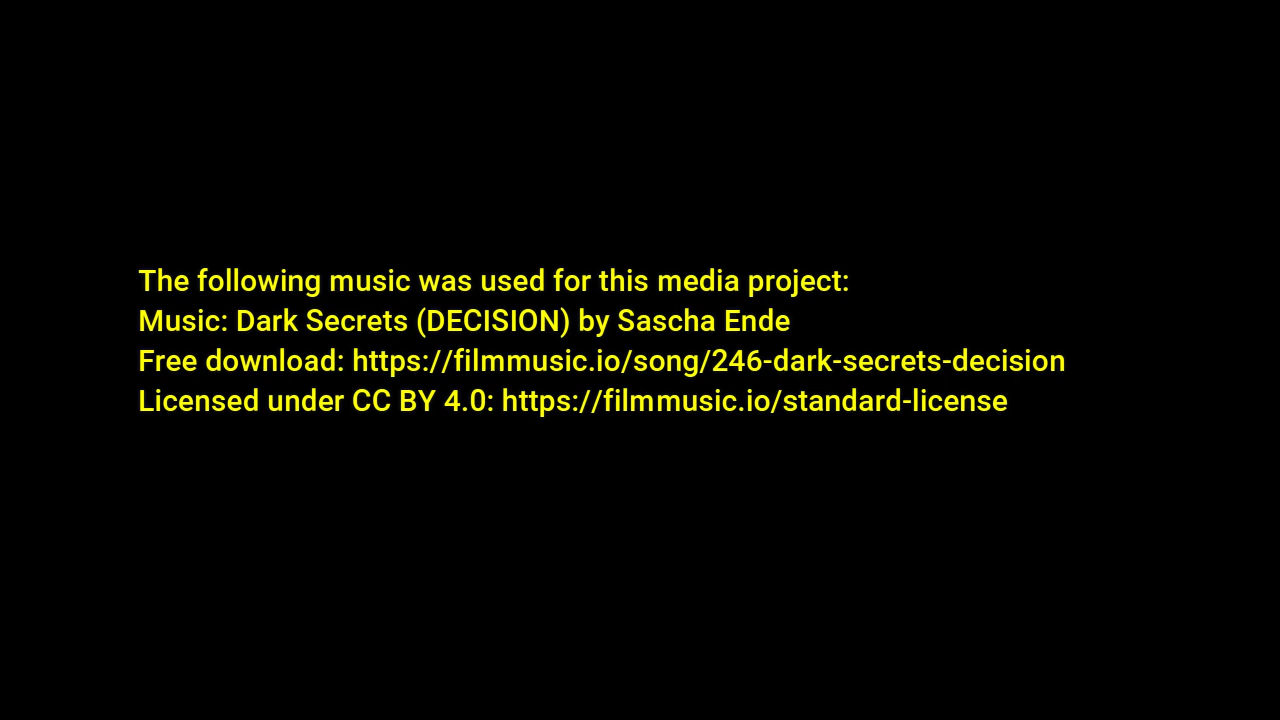 The following music was used for this media project:
Music: Dark Secrets (DECISION) by Sascha Ende
Free download: https://filmmusic.io/song/246-dark-secrets-decision
Licensed under CC BY 4.0: https://filmmusic.io/standard-license